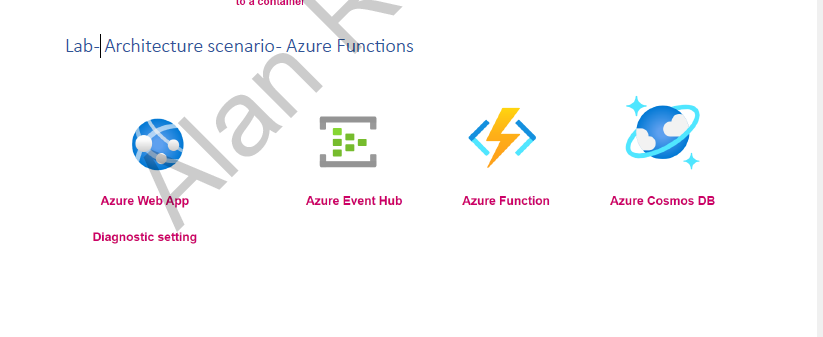 to a container
Lab- Architecture scenario- Azure Functions
Alan R
Azure Web App
Azure Event Hub
Azure Function
Azure Cosmos DB
Diagnostic setting